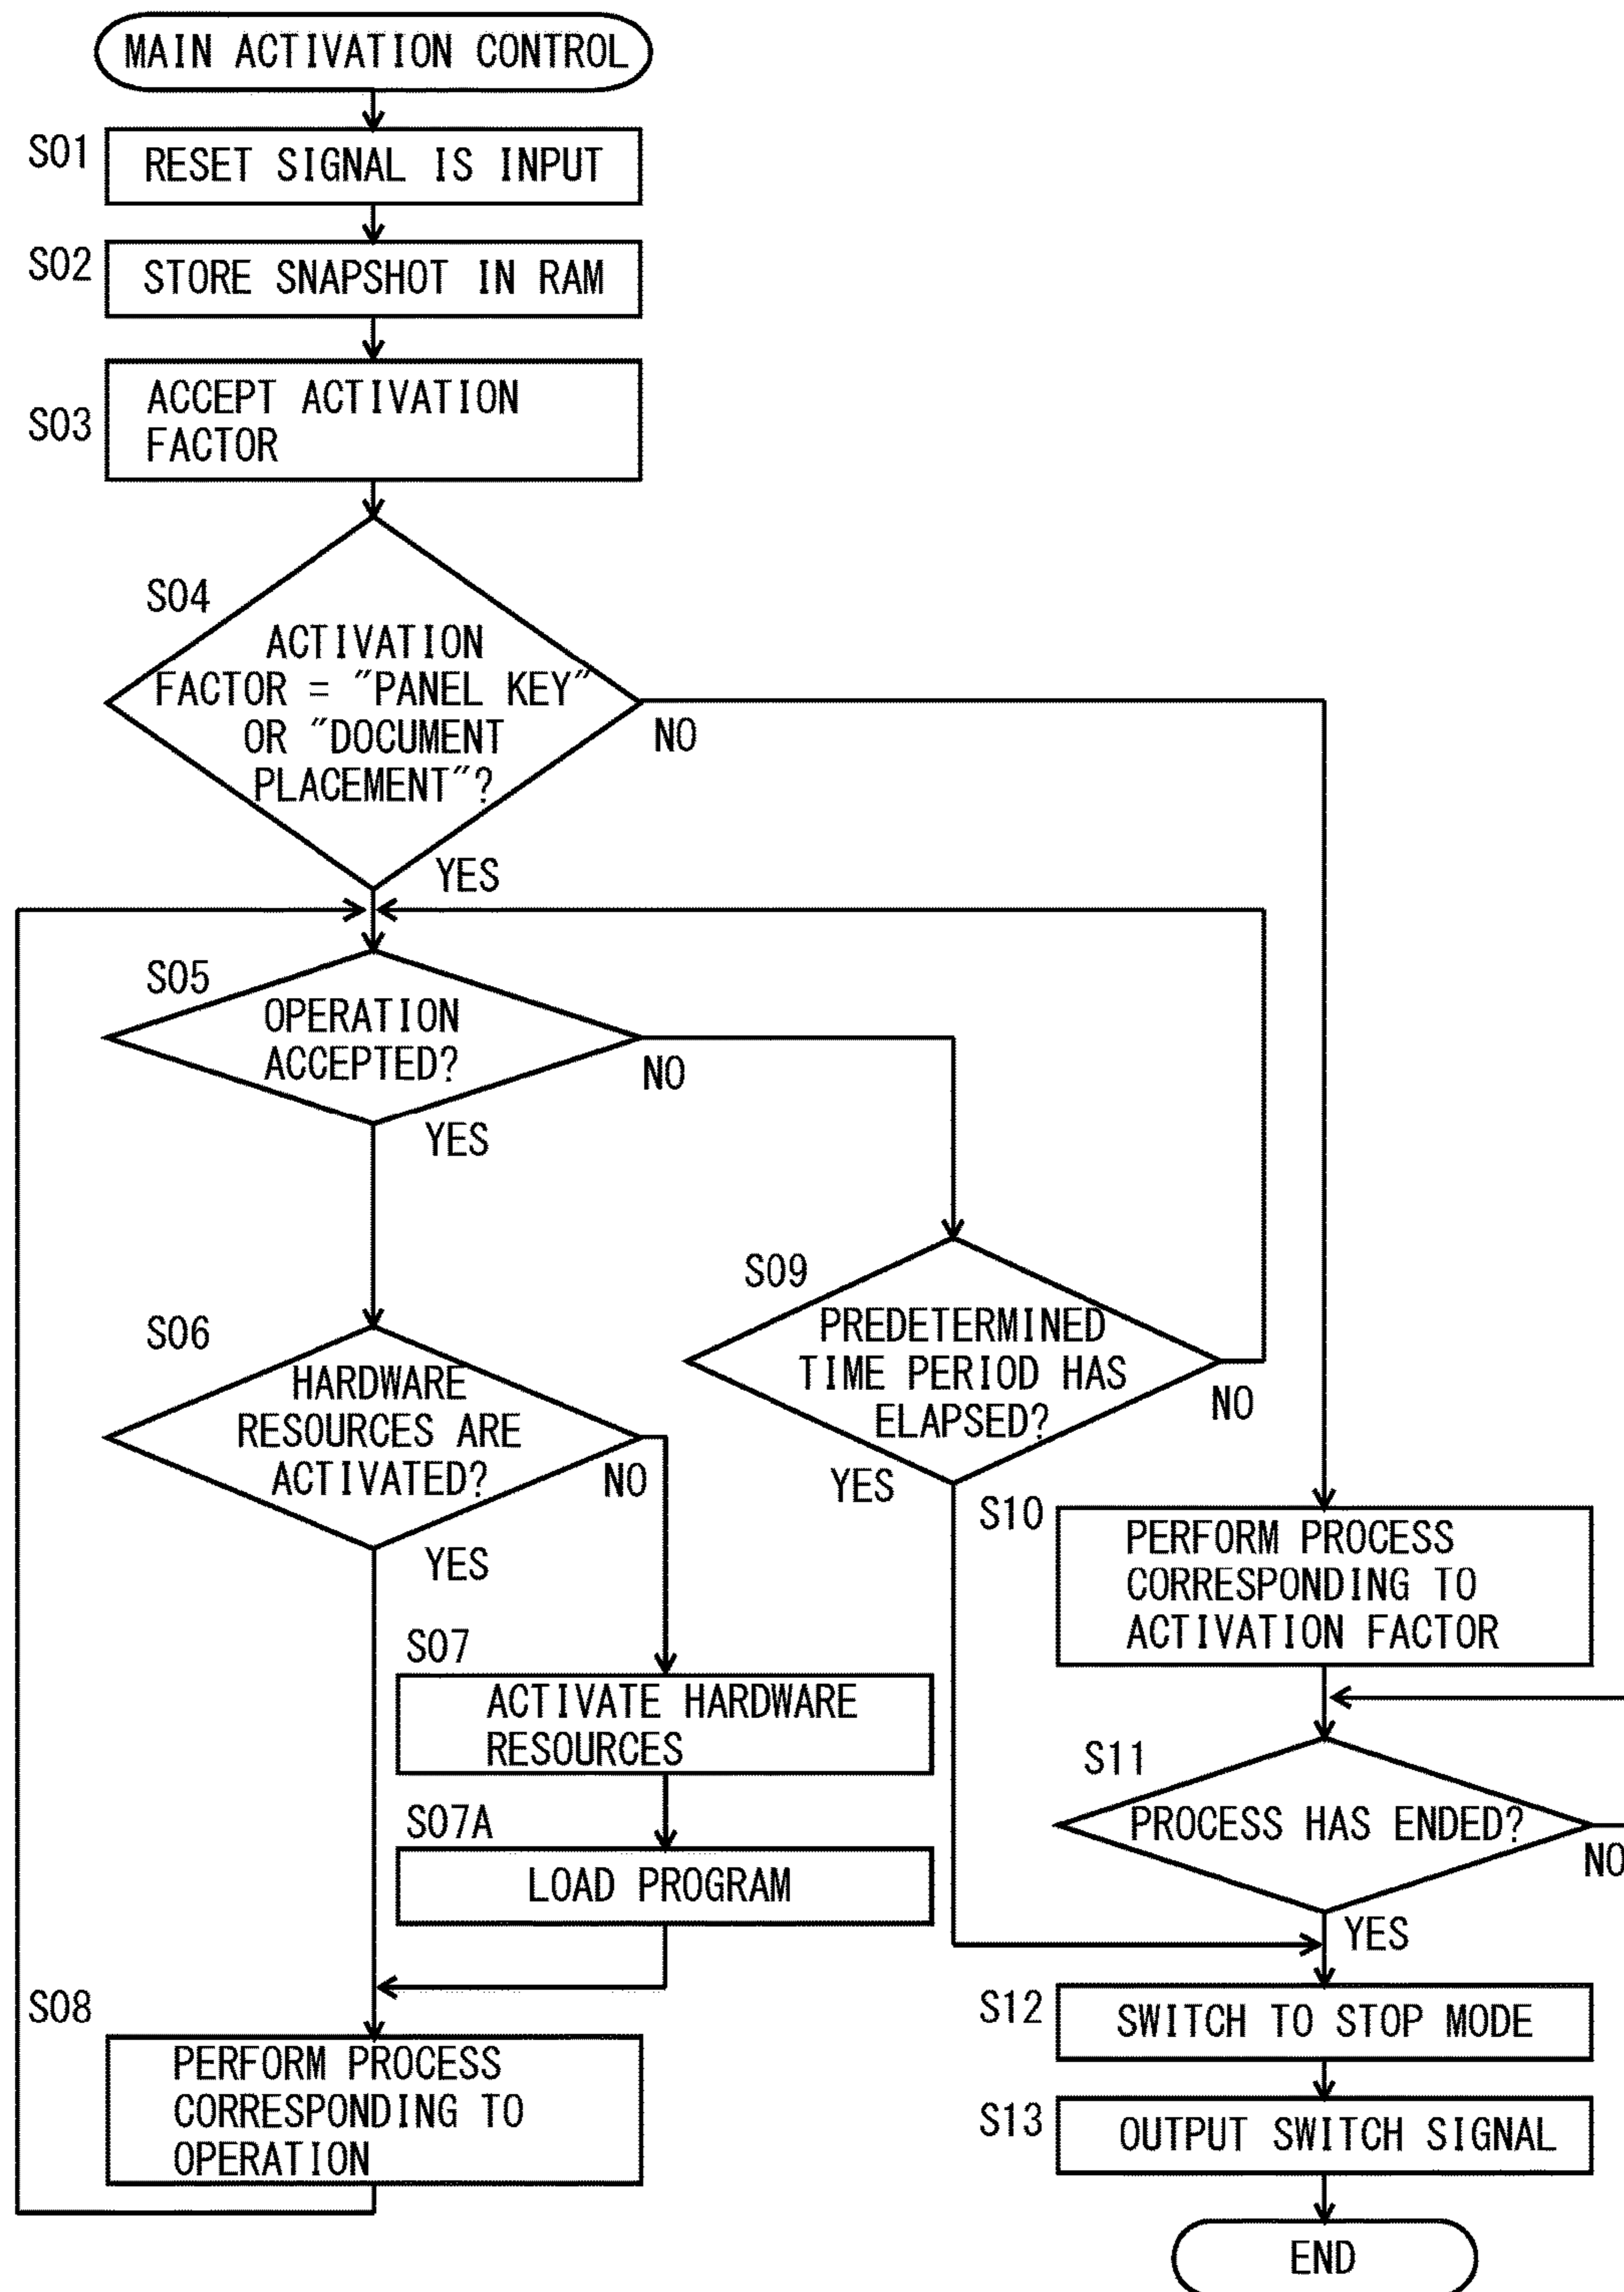 MAIN ACTIVATION CONTROL
S01
RESET SIGNAL IS INPUT
S02
STORE SNAPSHOT IN RAM
S03
ACCEPT ACTIVATION
FACTOR
S04
ACTIVATION
FACTOR = "PANEL KEY"
OR "DOCUMENT
PLACEMENT"?
NO
YES
S05
OPERATION
ACCEPTED?
NO
YES
S06
HARDWARE
RESOURCES ARE
ACTIVATED?
NO
YES
S07
ACTIVATE HARDWARE
RESOURCES
S07A
LOAD PROGRAM
S08
PERFORM PROCESS
CORRESPONDING TO
OPERATION
S09
PREDETERMINED
TIME PERIOD HAS
ELAPSED?
NO
YES
S10
PERFORM PROCESS
CORRESPONDING TO
ACTIVATION FACTOR
S11
PROCESS HAS ENDED?
NO
YES
S12
SWITCH TO STOP MODE
S13
OUTPUT SWITCH SIGNAL
END